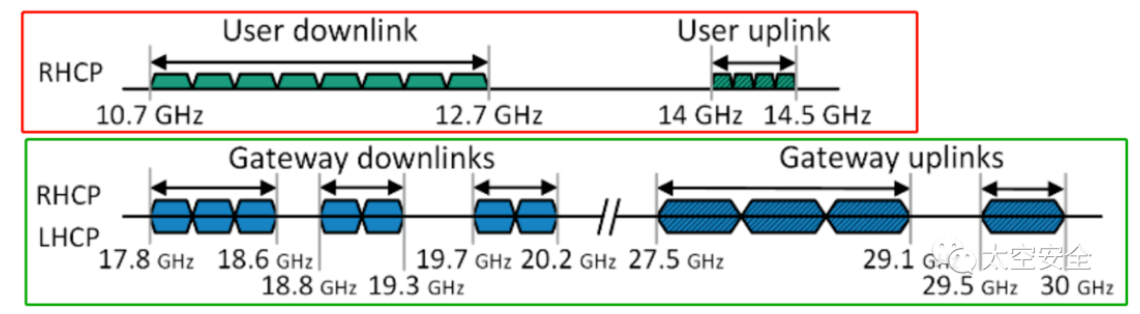 User downlink User uplink
RHCP
10.7 GHz 12.7 GHz 14 GHz 14.5 GHz
Gateway downlinks Gateway uplinks
RHCP
LHCP
17.8 GHz 18.6 GHz 19.7 GHz 20.2 GHz 27.5 GHz 29.1 GHz
太空安全
18.8 GHz 19.3 GHz 29.5 GHz 30 GHz